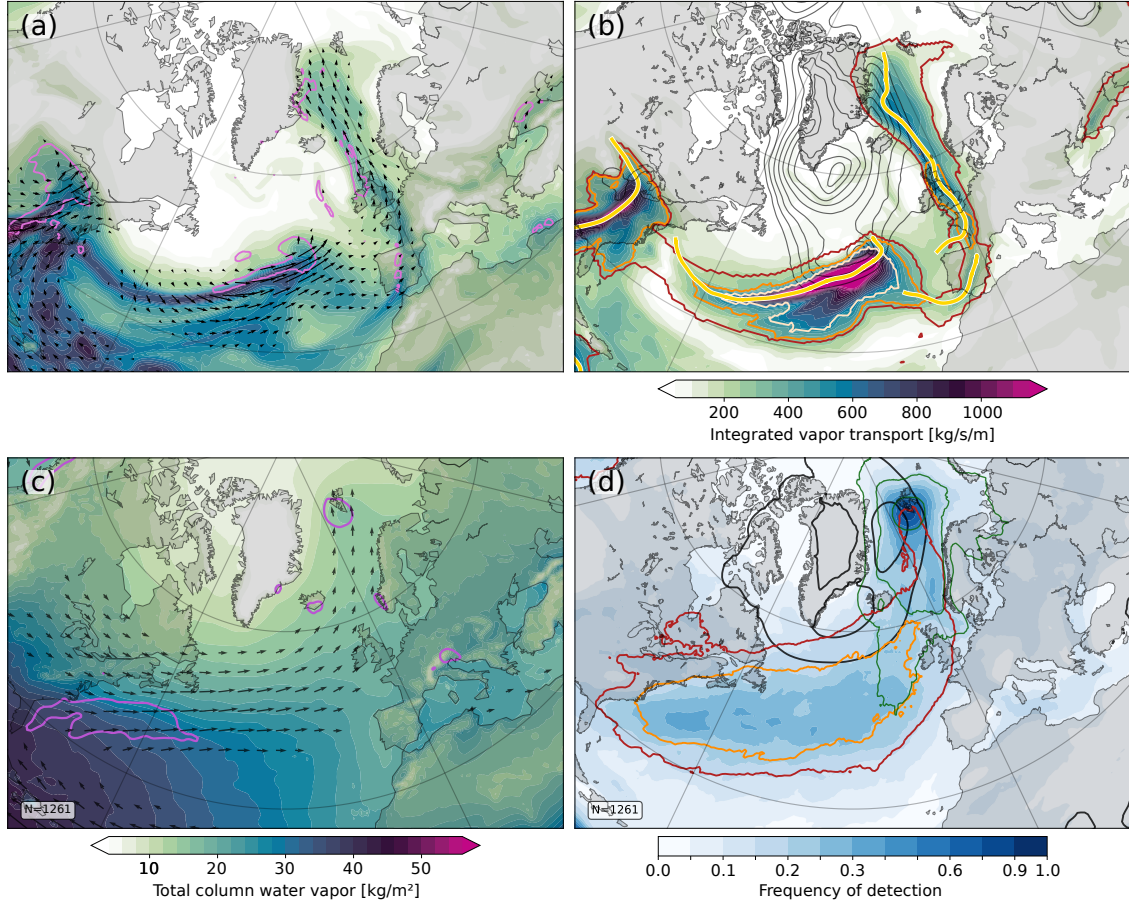 (a)
(b)
200 400 600 800 1000
Integrated vapor transport [kg/s/m]
(c)
(d)
N=1261
N=1261
10 20 30 40 50
Total column water vapor [kg/m²]
0.0 0.1 0.2 0.3 0.6 0.9 1.0
Frequency of detection